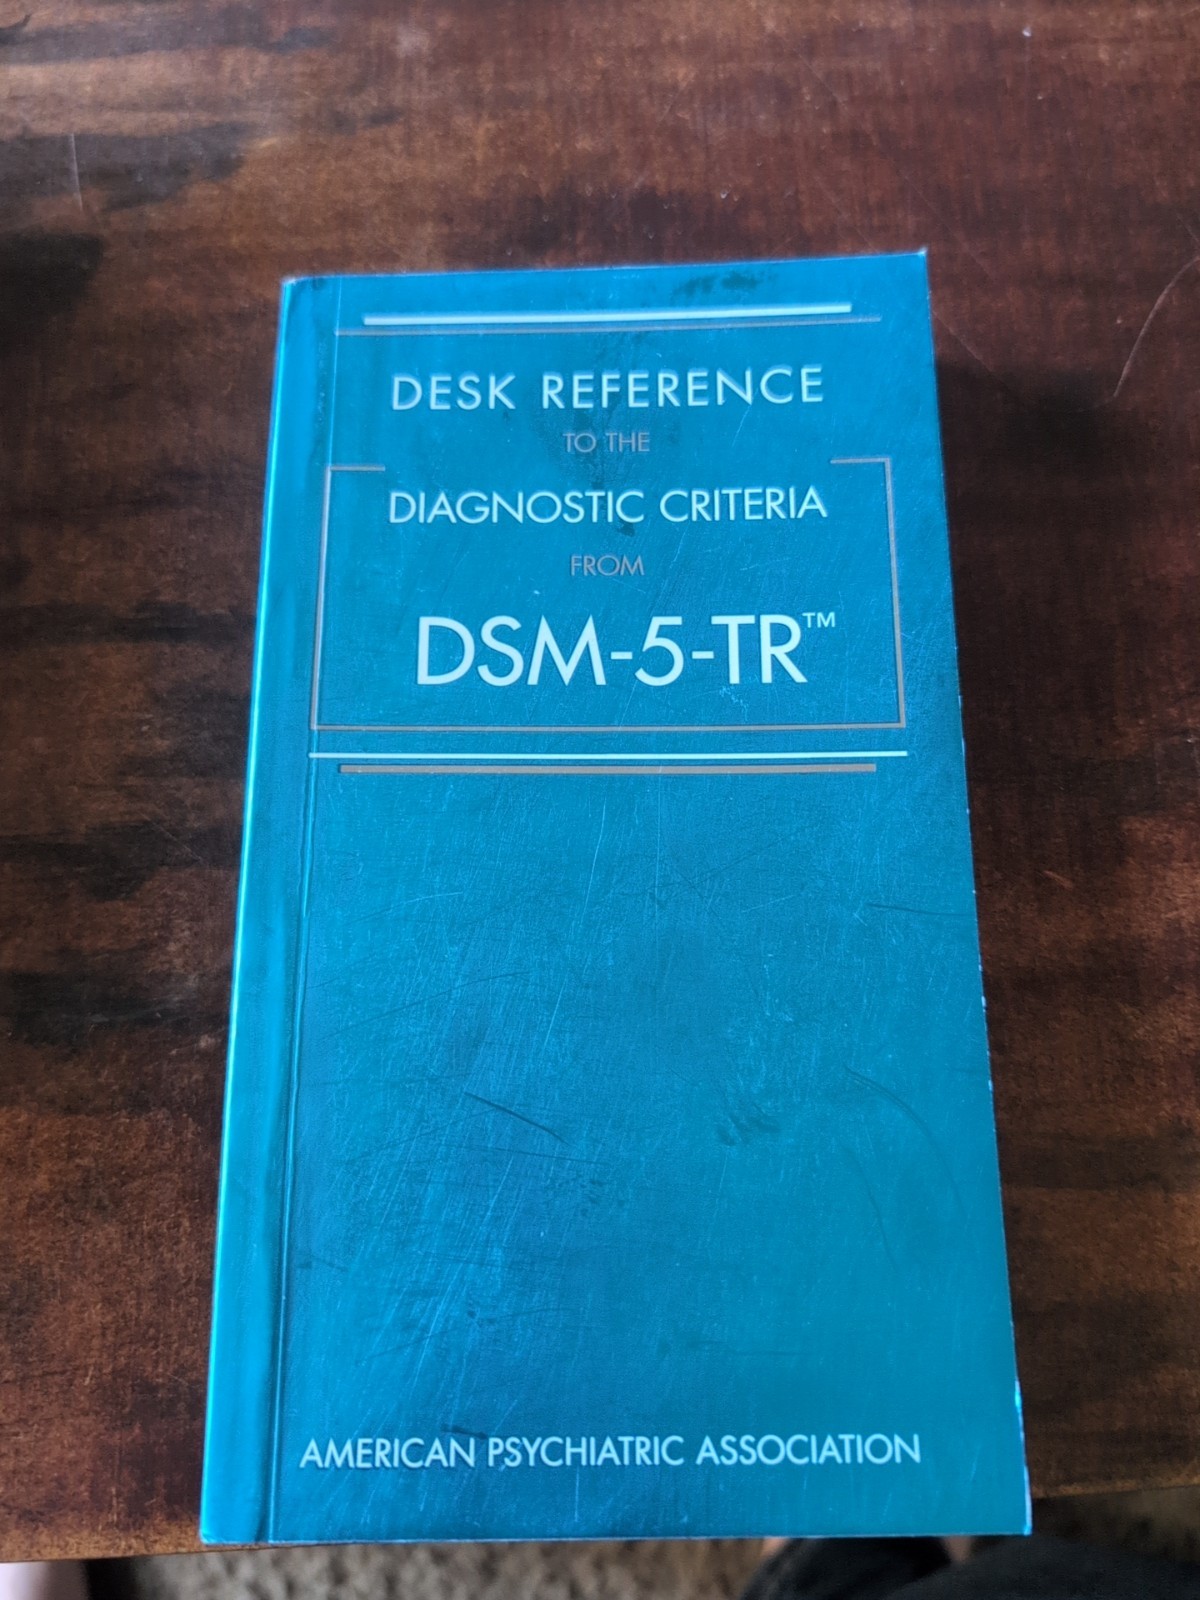 DESK REFERENCE
TO THE
DIAGNOSTIC CRITERIA
FROM
DSM-5-TR™
AMERICAN PSYCHIATRIC ASSOCIATION